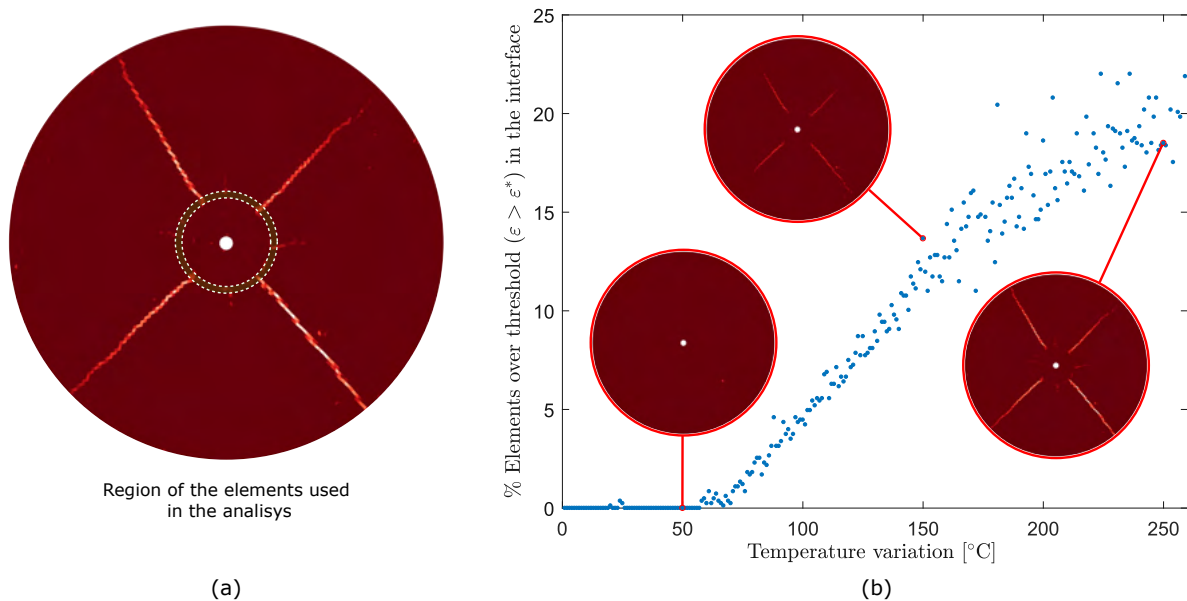 Region of the elements used
in the analisys
(a)
% Elements over threshold (ε > ε*) in the interface
25
20
15
10
5
0
0
50
100
150
200
250
Temperature variation [°C]
(b)